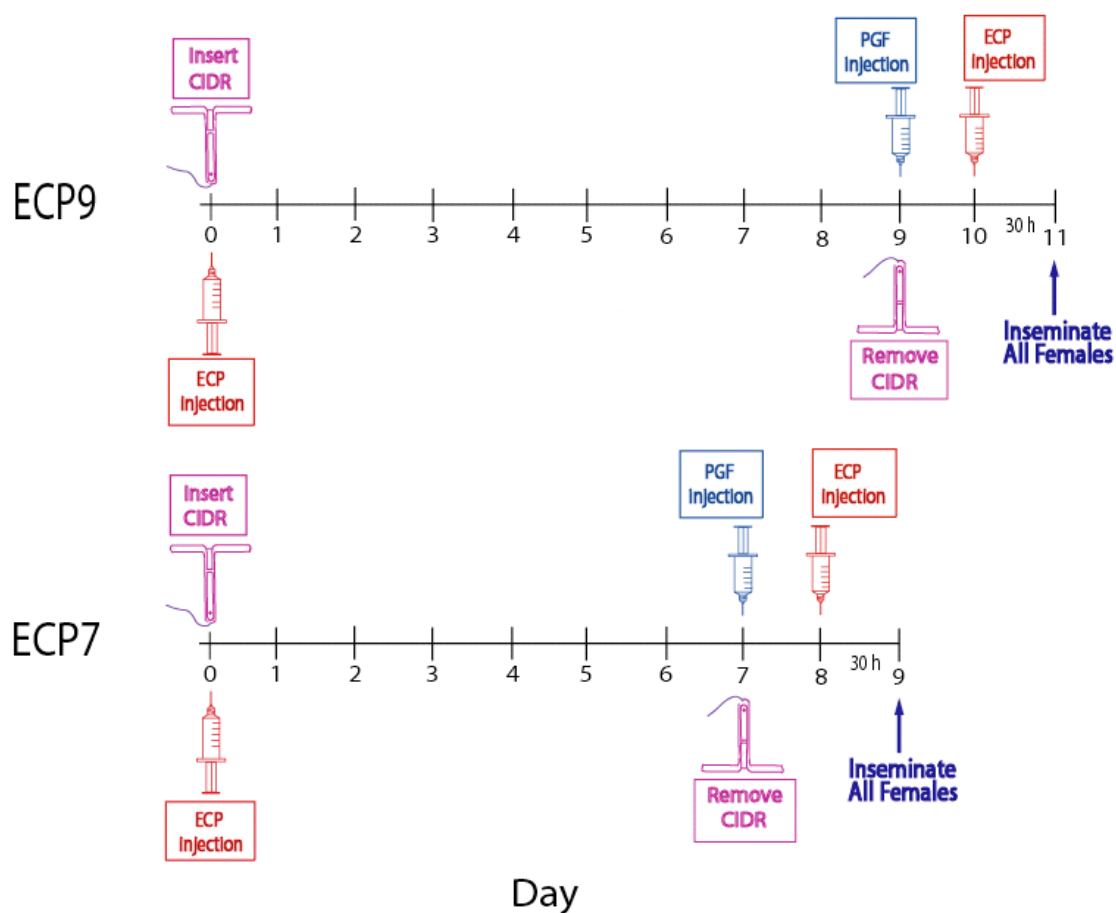 Insert
CIDR
PGF
injection
ECP
injection
ECP9
0 1 2 3 4 5 6 7 8 9 10 30 h 11
ECP
injection
Remove
CIDR
Inseminate
All Females
Insert
CIDR
PGF
injection
ECP
injection
ECP7
0 1 2 3 4 5 6 7 8 30 h 9
ECP
injection
Remove
CIDR
Inseminate
All Females
Day